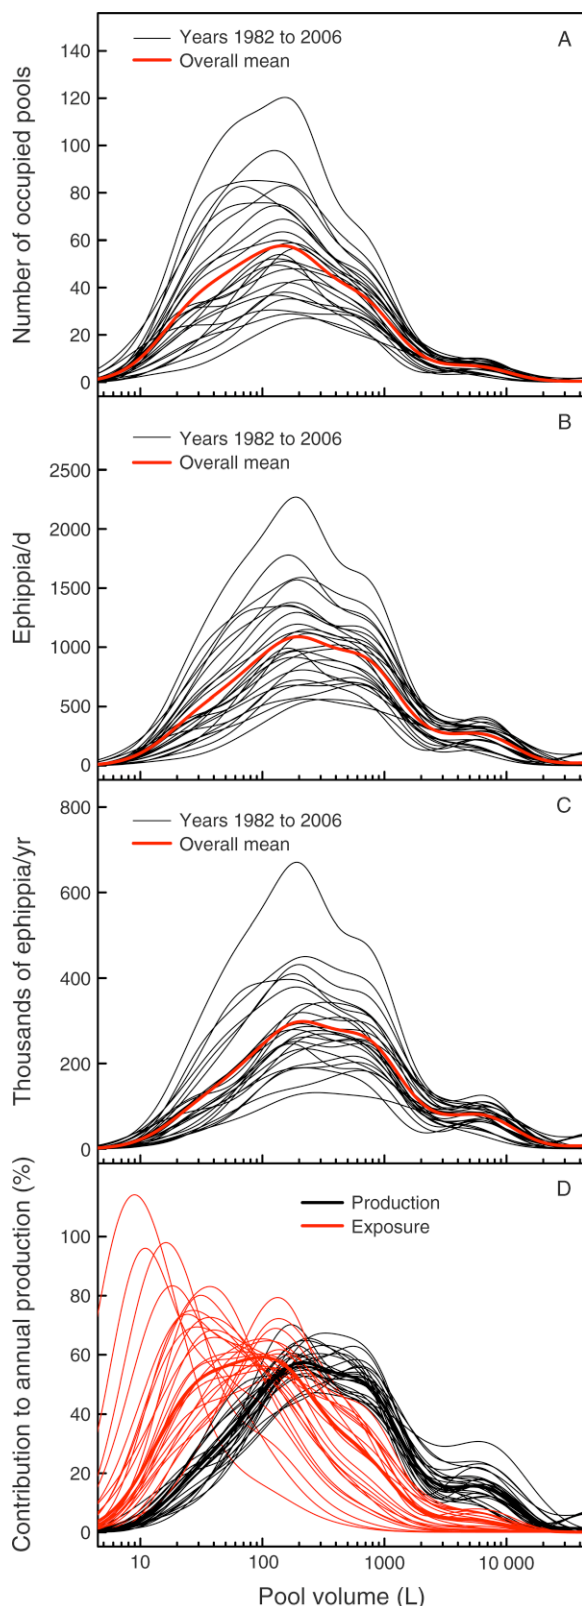 A
Years 1982 to 2006
Overall mean
140
120
100
80
60
40
20
0
Number of occupied pools
B
Years 1982 to 2006
Overall mean
2500
2000
1500
1000
500
0
Ephippia/d
C
Years 1982 to 2006
Overall mean
800
600
400
200
0
Thousands of ephippia/yr
D
Production
Exposure
100
80
60
40
20
0
Contribution to annual production (%)
10 100 1000 10 000
Pool volume (L)